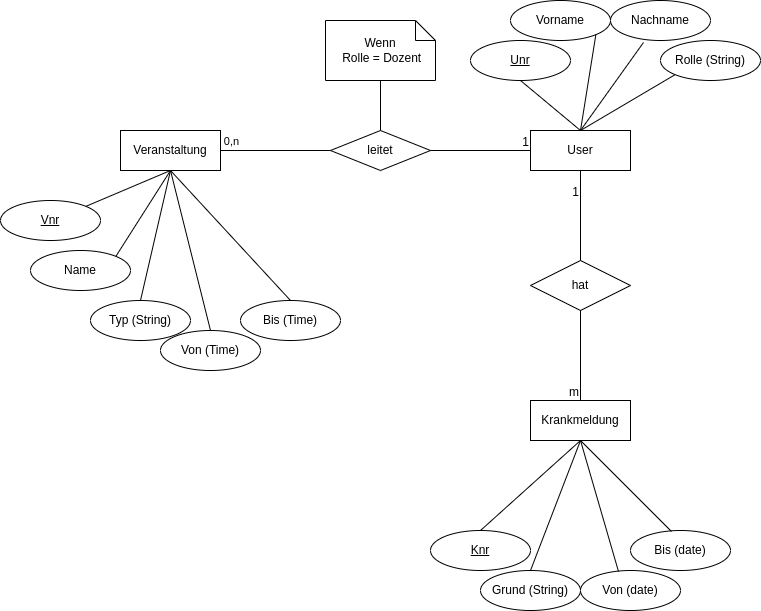 Vorname
Nachname
Wenn
Rolle = Dozent
Unr
Rolle (String)
Veranstaltung
0,n
leitet
1
User
1
Vnr
Name
hat
Typ (String)
Bis (Time)
Von (Time)
m
Krankmeldung
Knr
Bis (date)
Grund (String)
Von (date)